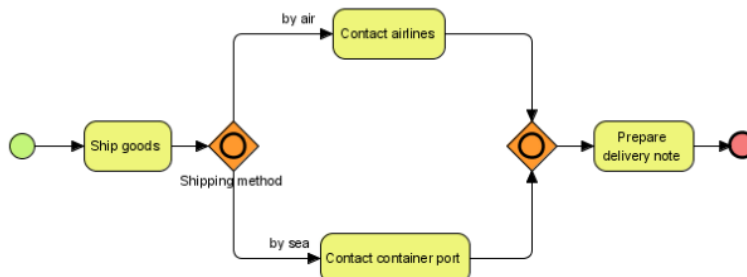 by air
Contact airlines
Ship goods
Shipping method
Prepare
delivery note
by sea
Contact container port